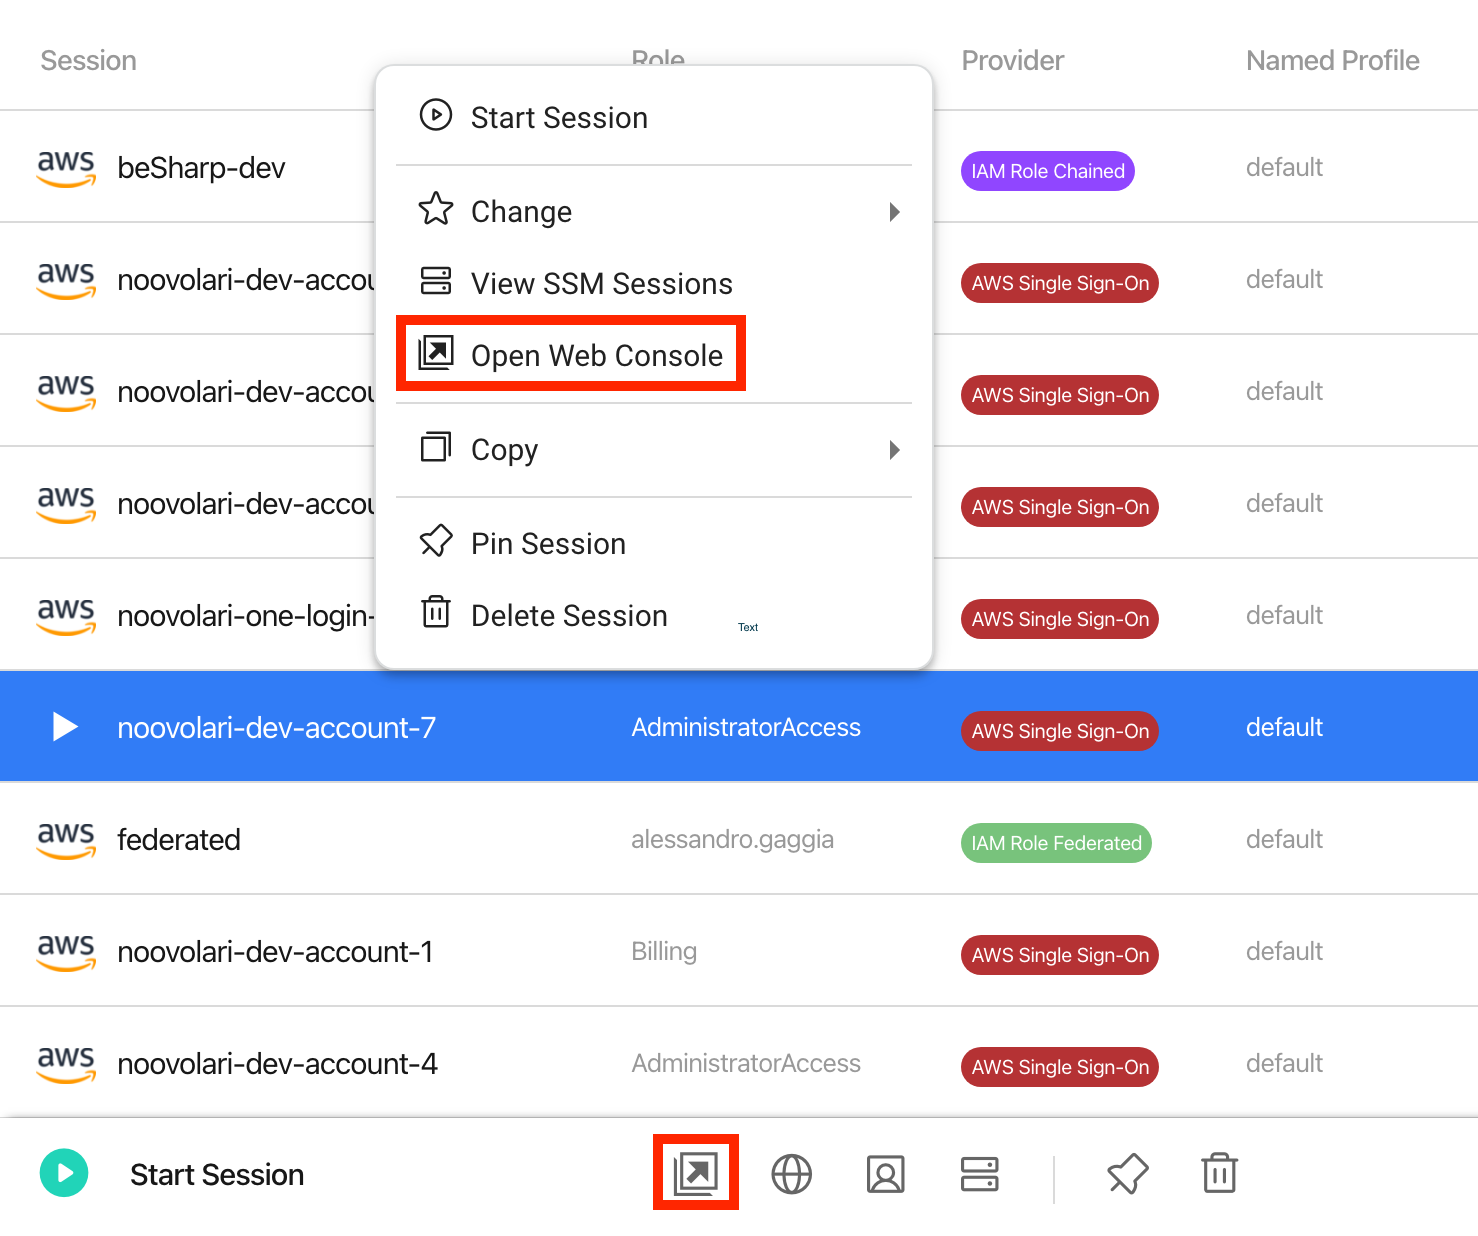 Session Role Provider Named Profile
Start Session
aws beSharp-dev IAM Role Chained default
Change
aws noovolari-dev-accou AWS Single Sign-On default
View SSM Sessions
Open Web Console
aws noovolari-dev-accou AWS Single Sign-On default
Copy
aws noovolari-dev-accou AWS Single Sign-On default
Pin Session
aws noovolari-one-login- AWS Single Sign-On default
Delete Session
Text
noovolari-dev-account-7 AdministratorAccess AWS Single Sign-On default
aws federated alessandro.gaggia IAM Role Federated default
aws noovolari-dev-account-1 Billing AWS Single Sign-On default
aws noovolari-dev-account-4 AdministratorAccess AWS Single Sign-On default
Start Session